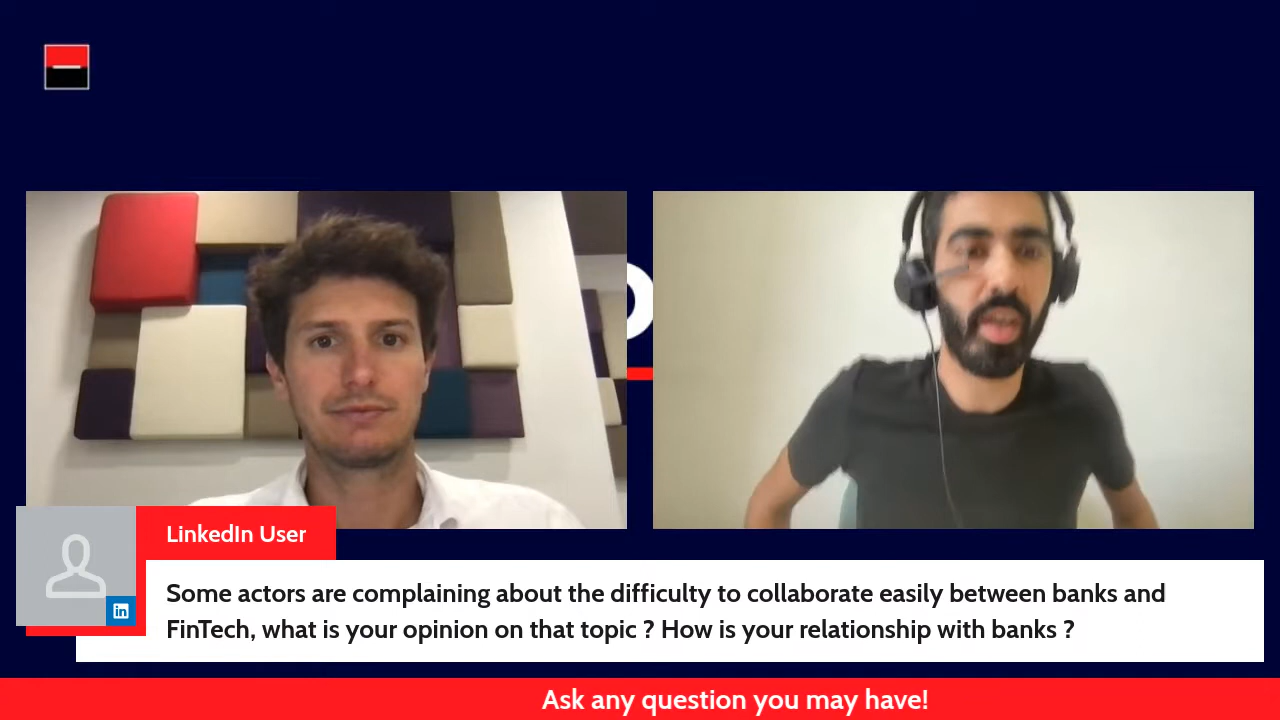 LinkedIn User
in
Some actors are complaining about the difficulty to collaborate easily between banks and
FinTech, what is your opinion on that topic ? How is your relationship with banks ?
Ask any question you may have!